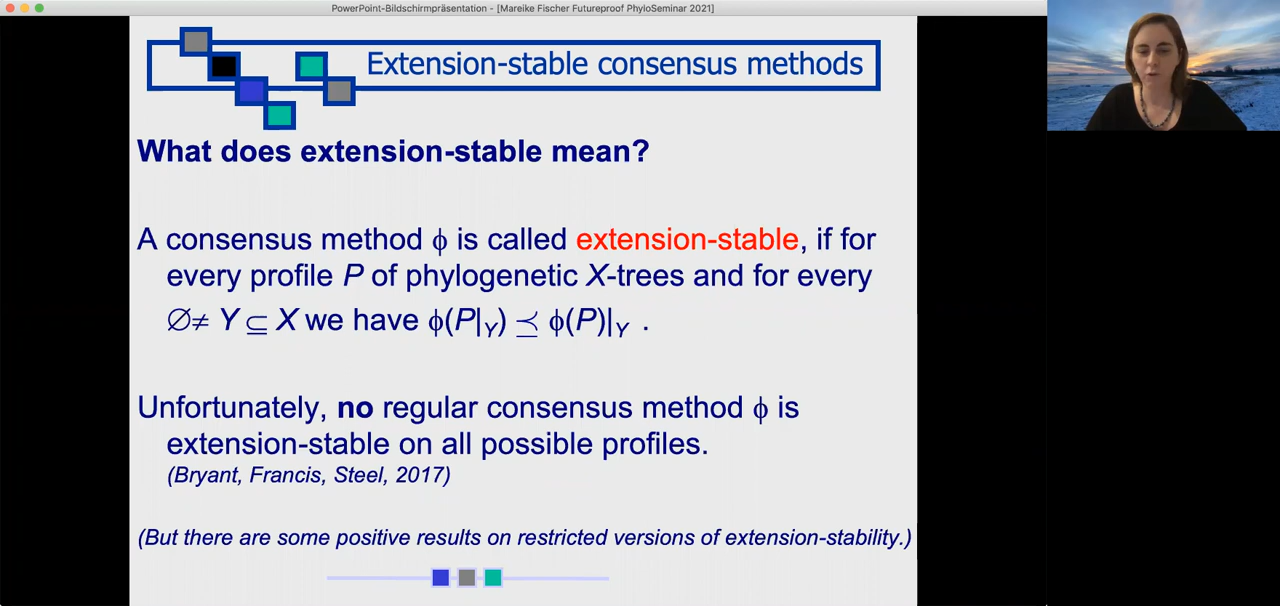 PowerPoint-Bildschirmpräsentation - [Mareike Fischer Futureproof PhyloSeminar 2021]
Extension-stable consensus methods
What does extension-stable mean?
A consensus method ϕ is called extension-stable, if for
every profile P of phylogenetic X-trees and for every
∅≠ Y ⊆ X we have ϕ(P|Y) ⪯ ϕ(P)|Y .
Unfortunately, no regular consensus method ϕ is
extension-stable on all possible profiles.
(Bryant, Francis, Steel, 2017)
(But there are some positive results on restricted versions of extension-stability.)